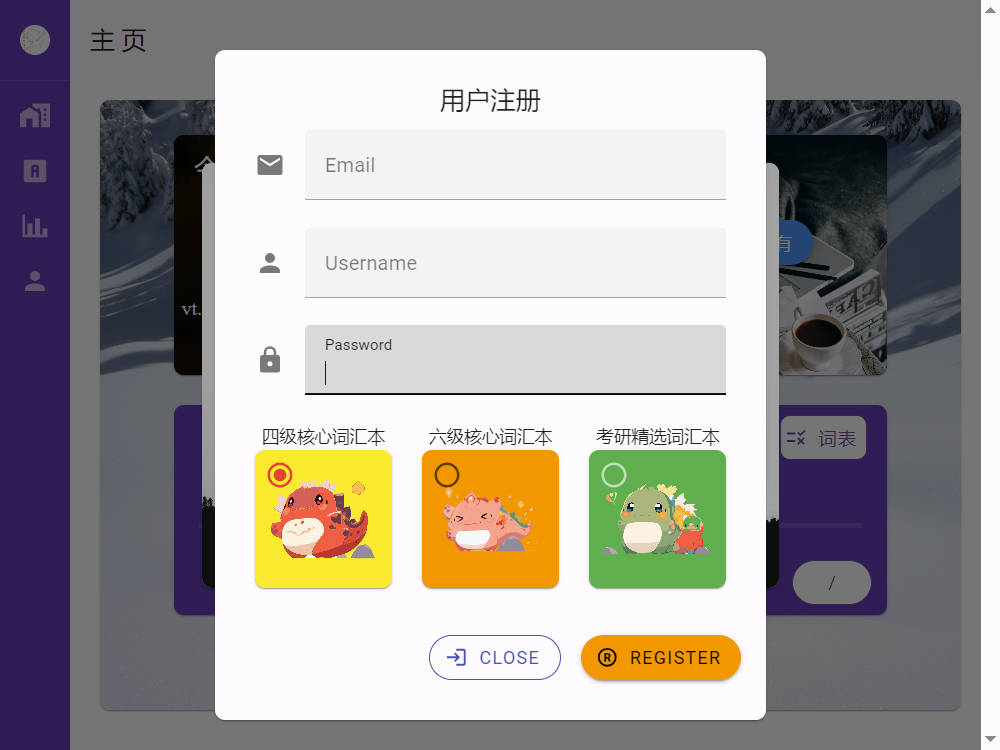 主 页
用户注册
Email
Username
Password
vt.
有
四级核心词汇本
六级核心词汇本
考研精选词汇本
词表
/
CLOSE
REGISTER